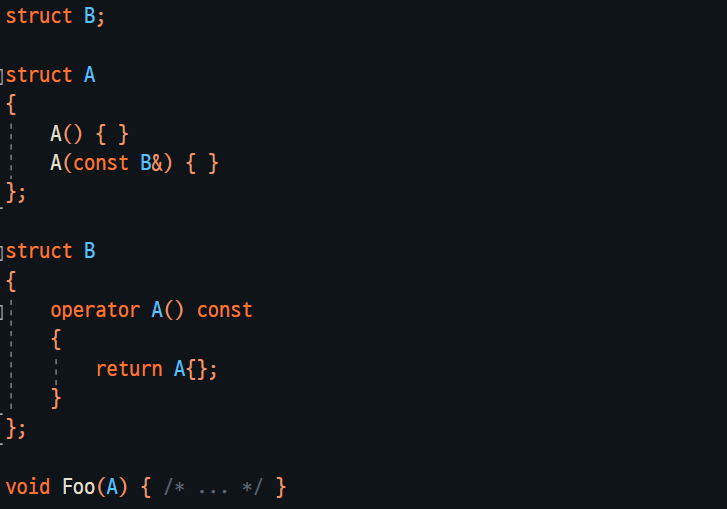 struct B;
struct A
{
A() { }
A(const B&) { }
};
struct B
{
operator A() const
{
return A{};
}
};
void Foo(A) { /* ... */ }